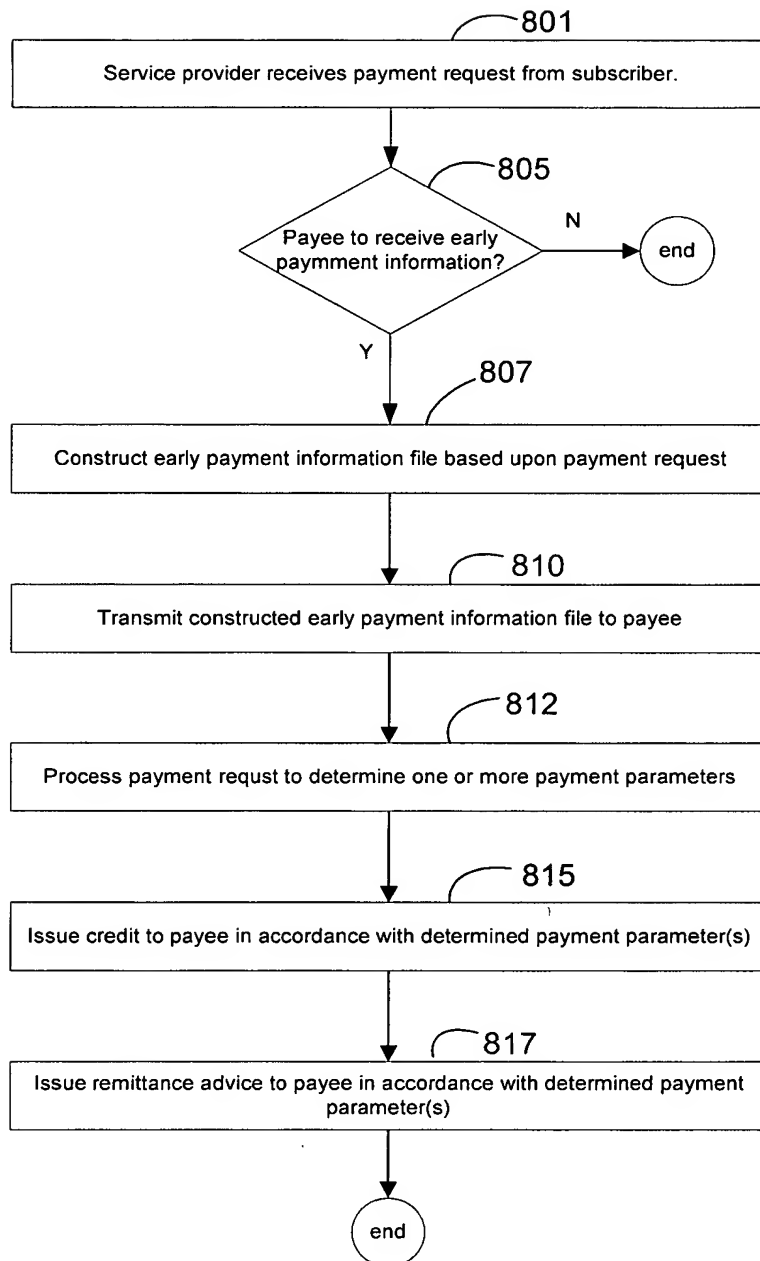 801
Service provider receives payment request from subscriber.
805
Payee to receive early
paymment information?
N
end
Y
807
Construct early payment information file based upon payment request
810
Transmit constructed early payment information file to payee
812
Process payment requst to determine one or more payment parameters
815
Issue credit to payee in accordance with determined payment parameter(s)
817
Issue remittance advice to payee in accordance with determined payment
parameter(s)
end